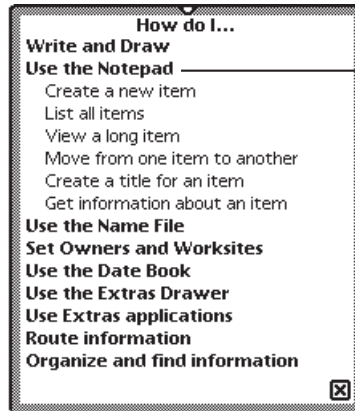 How do I...
Write and Draw
Use the Notepad
Create a new item
List all items
View a long item
Move from one item to another
Create a title for an item
Get information about an item
Use the Name File
Set Owners and Worksites
Use the Date Book
Use the Extras Drawer
Use Extras applications
Route information
Organize and find information